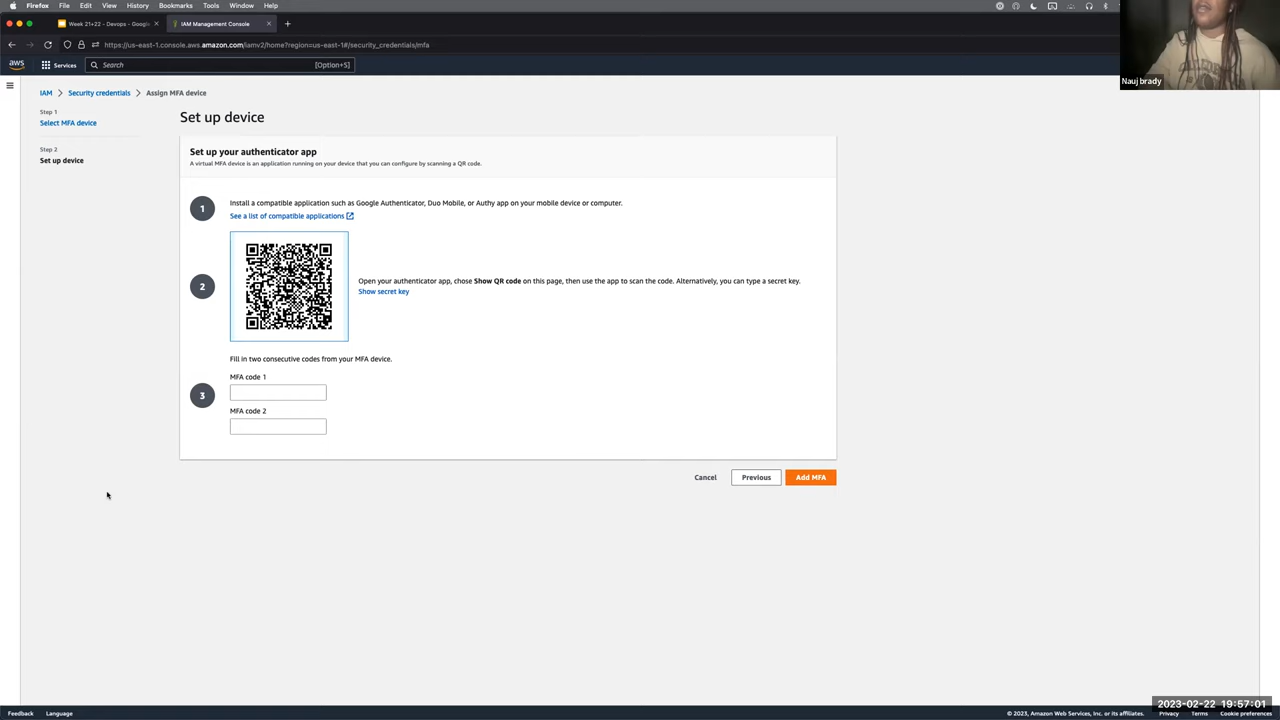 Firefox File Edit View History Bookmarks Tools Window Help
Week 21+22 - Devops - Google
IAM Management Console
https://us-east-1.console.aws.amazon.com/iamv2/home?region=us-east-1#/security_credentials/mfa
aws Services Search [Option+S]
Nauj brady
IAM > Security credentials > Assign MFA device
Step 1
Select MFA device
Step 2
Set up device
Set up device
Set up your authenticator app
A virtual MFA device is an application running on your device that you can configure by scanning a QR code.
1
Install a compatible application such as Google Authenticator, Duo Mobile, or Authy app on your mobile device or computer.
See a list of compatible applications
2
Open your authenticator app, chose Show QR code on this page, then use the app to scan the code. Alternatively, you can type a secret key.
Show secret key
Fill in two consecutive codes from your MFA device.
3
MFA code 1
MFA code 2
Cancel Previous Add MFA
2023-02-22 19:57:01
Feedback Language © 2023, Amazon Web Services, Inc. or its affiliates. Privacy Terms Cookie preferences